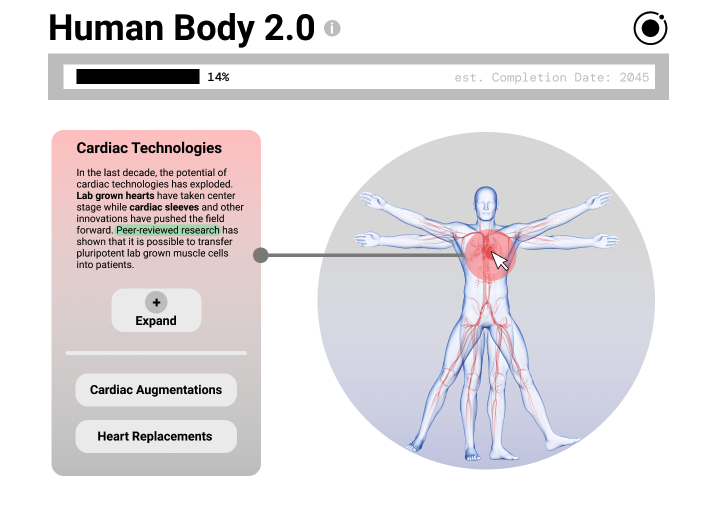 Human Body 2.0 i
14% est. Completion Date: 2045
Cardiac Technologies
In the last decade, the potential of
cardiac technologies has exploded.
Lab grown hearts have taken center
stage while cardiac sleeves and other
innovations have pushed the field
forward. Peer-reviewed research has
shown that it is possible to transfer
pluripotent lab grown muscle cells
into patients.
+
Expand
Cardiac Augmentations
Heart Replacements